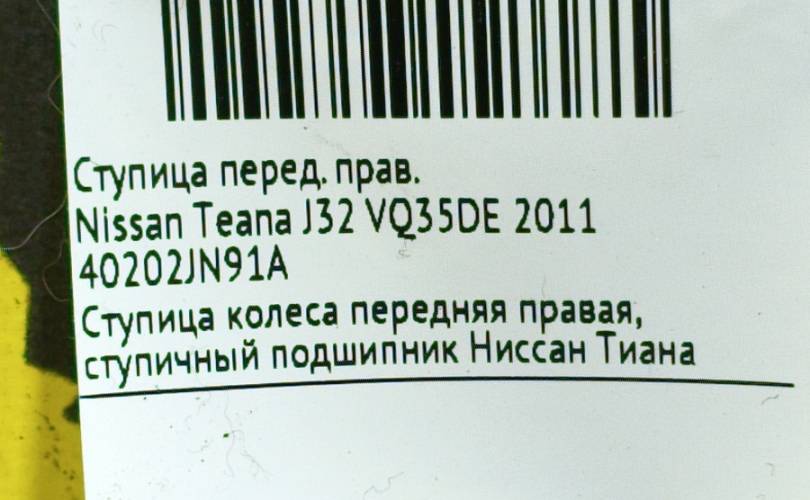 Ступица перед. прав.
Nissan Teana J32 VQ35DE 2011
40202JN91A
Ступица колеса передняя правая,
ступичный подшипник Ниссан Тиана